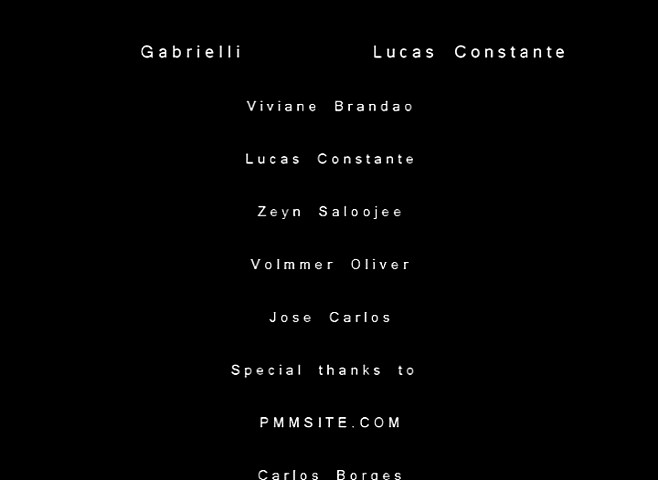 Gabrielli Lucas Constante
Viviane Brandao
Lucas Constante
Zeyn Saloojee
Volmmer Oliver
Jose Carlos
Special thanks to
PMMSITE.COM
Carlos Borges